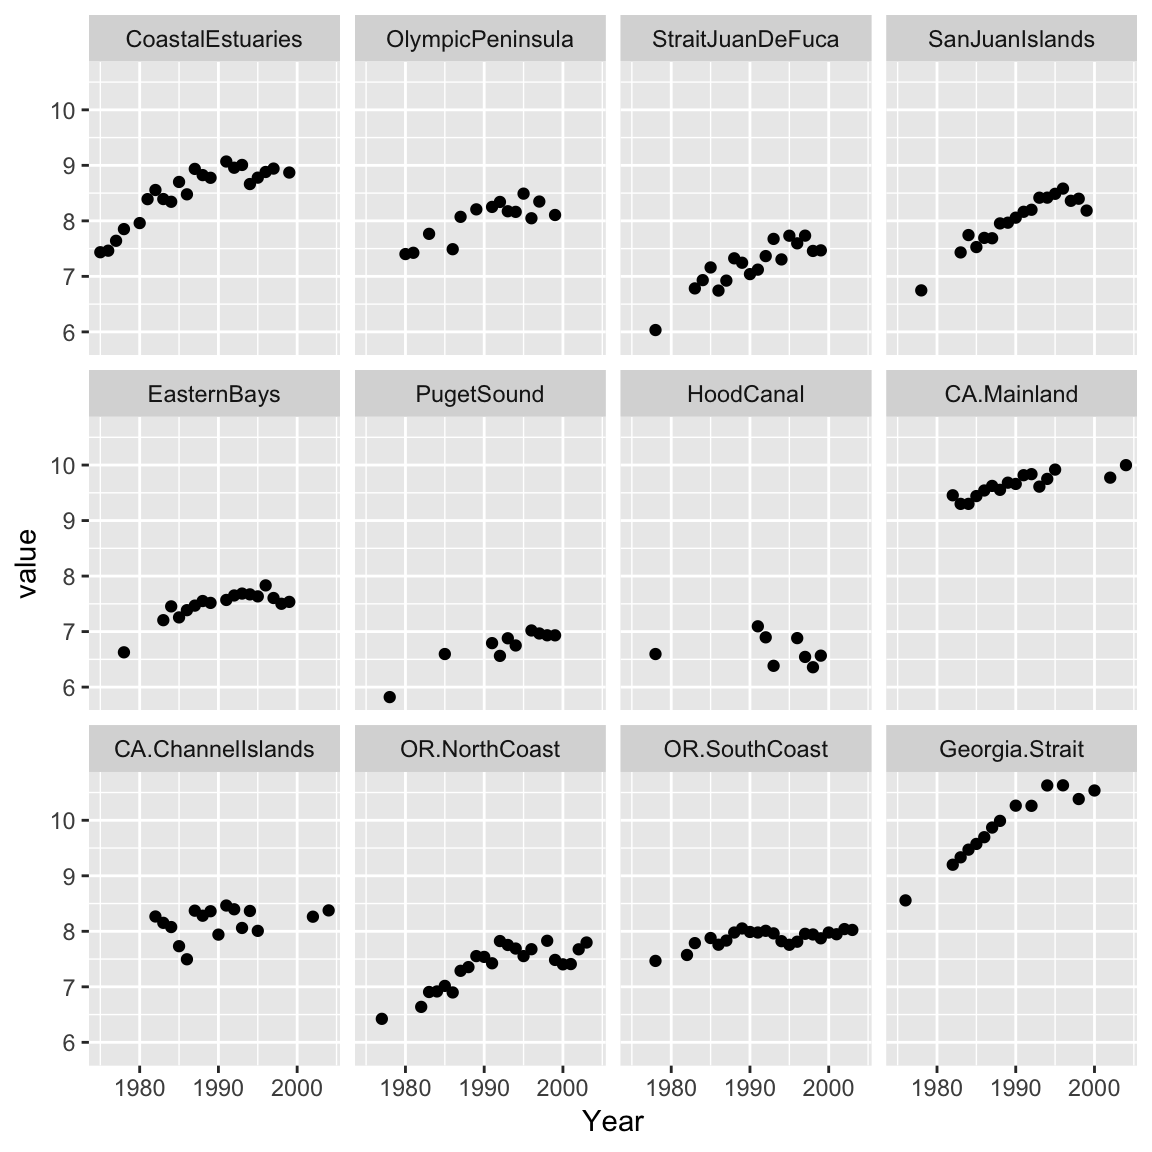 CoastalEstuaries OlympicPeninsula StraitJuanDeFuca SanJuanIslands
10
9
8
7
6
EasternBays PugetSound HoodCanal CA.Mainland
10
9
8
7
6
value
CA.ChannelIslands OR.NorthCoast OR.SouthCoast Georgia.Strait
10
9
8
7
6
1980 1990 2000 1980 1990 2000 1980 1990 2000 1980 1990 2000
Year